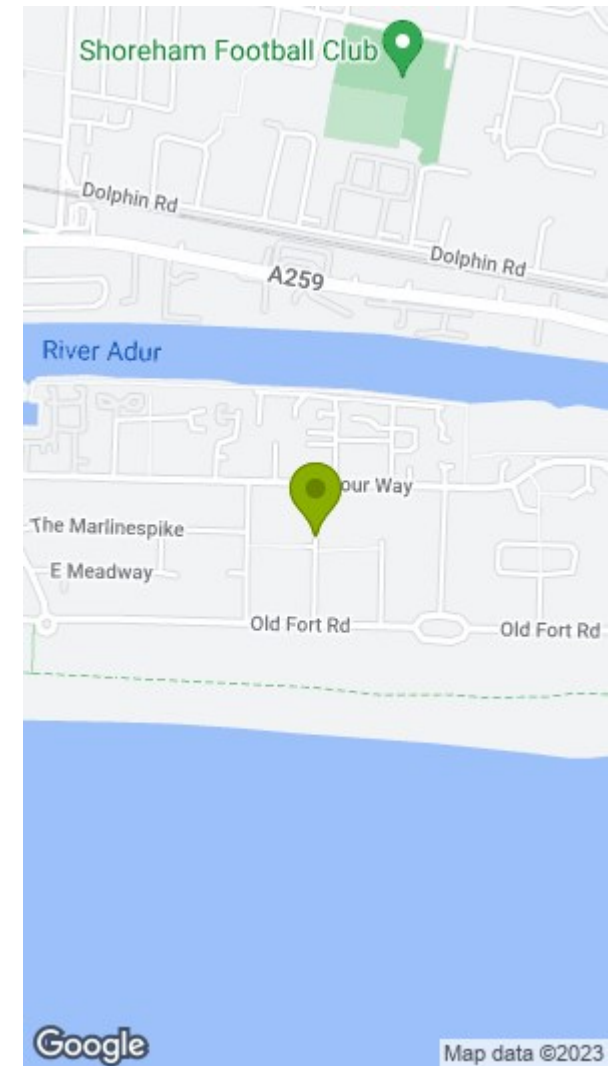 Shoreham Football Club
Dolphin Rd
Dolphin Rd
A259
River Adur
our Way
The Marlinespike
E Meadway
Old Fort Rd
Old Fort Rd
Google
Map data ©2023